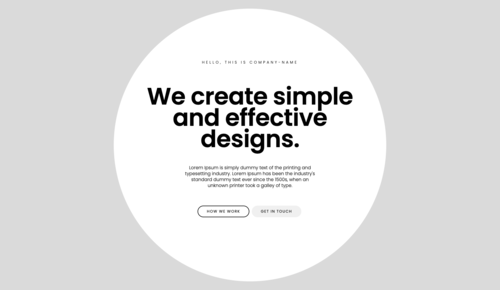 HELLO, THIS IS COMPANY-NAME
We create simple
and effective
designs.
Lorem Ipsum is simply dummy text of the printing and
typesetting industry. Lorem Ipsum has been the industry's
standard dummy text ever since the 1500s, when an
unknown printer took a galley of type.
HOW WE WORK
GET IN TOUCH